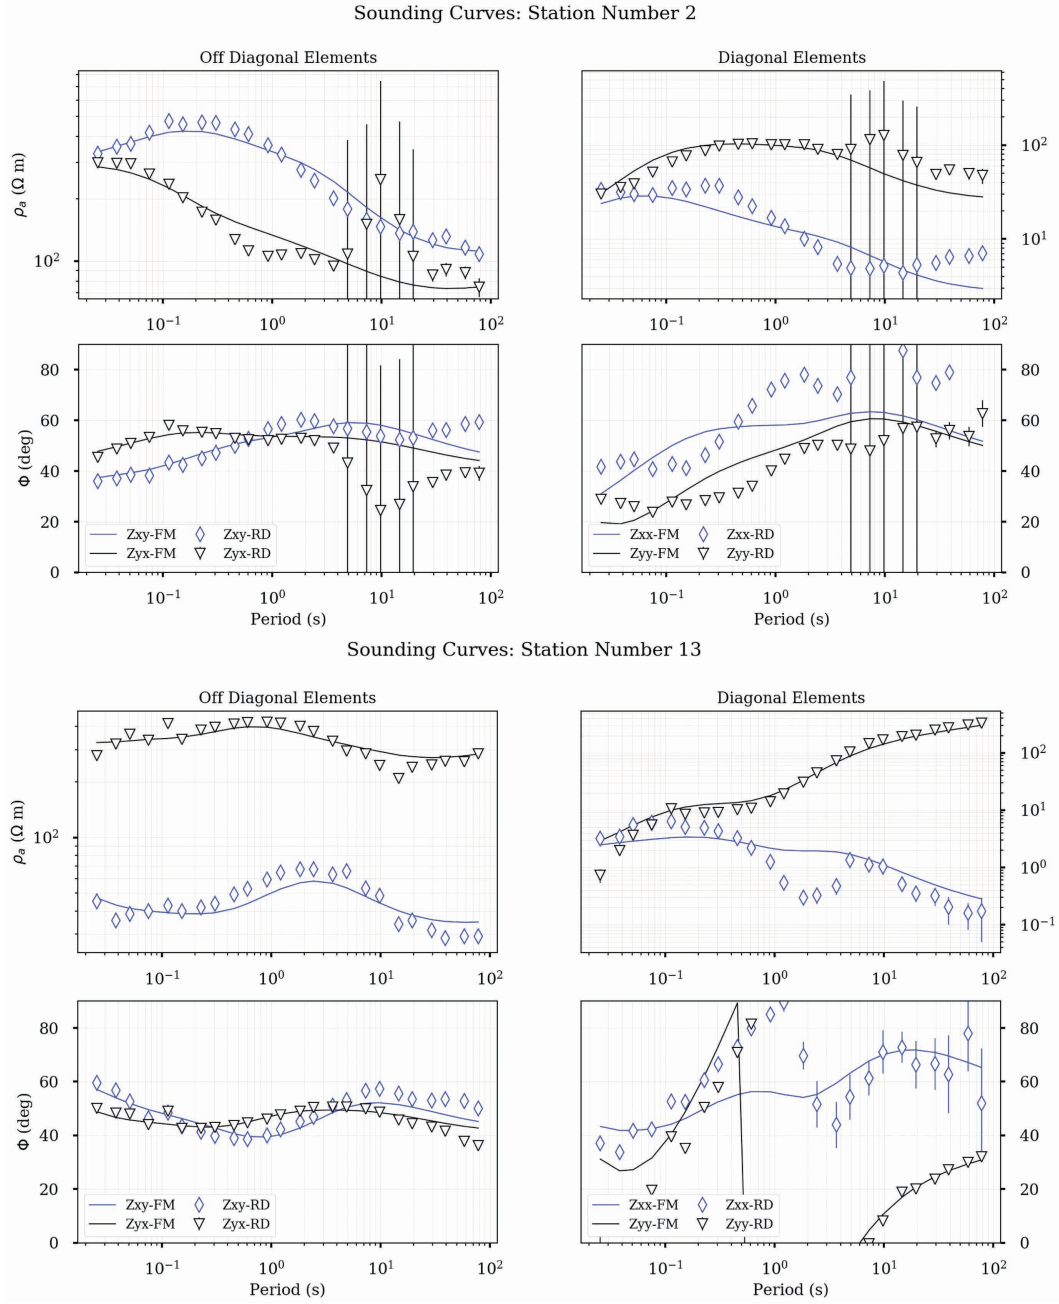 Sounding Curves: Station Number 2
Off Diagonal Elements
Diagonal Elements
ρa (Ω m)
10²
10²
10¹
10⁻¹ 10⁰ 10¹ 10²
10⁻¹ 10⁰ 10¹ 10²
Φ (deg)
80
60
40
20
0
80
60
40
20
0
Zxy-FM Zxy-RD
Zyx-FM Zyx-RD
Zxx-FM Zxx-RD
Zyy-FM Zyy-RD
10⁻¹ 10⁰ 10¹ 10²
10⁻¹ 10⁰ 10¹ 10²
Period (s)
Period (s)
Sounding Curves: Station Number 13
Off Diagonal Elements
Diagonal Elements
ρa (Ω m)
10²
10²
10¹
10⁰
10⁻¹
10⁻¹ 10⁰ 10¹ 10²
10⁻¹ 10⁰ 10¹ 10²
Φ (deg)
80
60
40
20
0
80
60
40
20
0
Zxy-FM Zxy-RD
Zyx-FM Zyx-RD
Zxx-FM Zxx-RD
Zyy-FM Zyy-RD
10⁻¹ 10⁰ 10¹ 10²
10⁻¹ 10⁰ 10¹ 10²
Period (s)
Period (s)